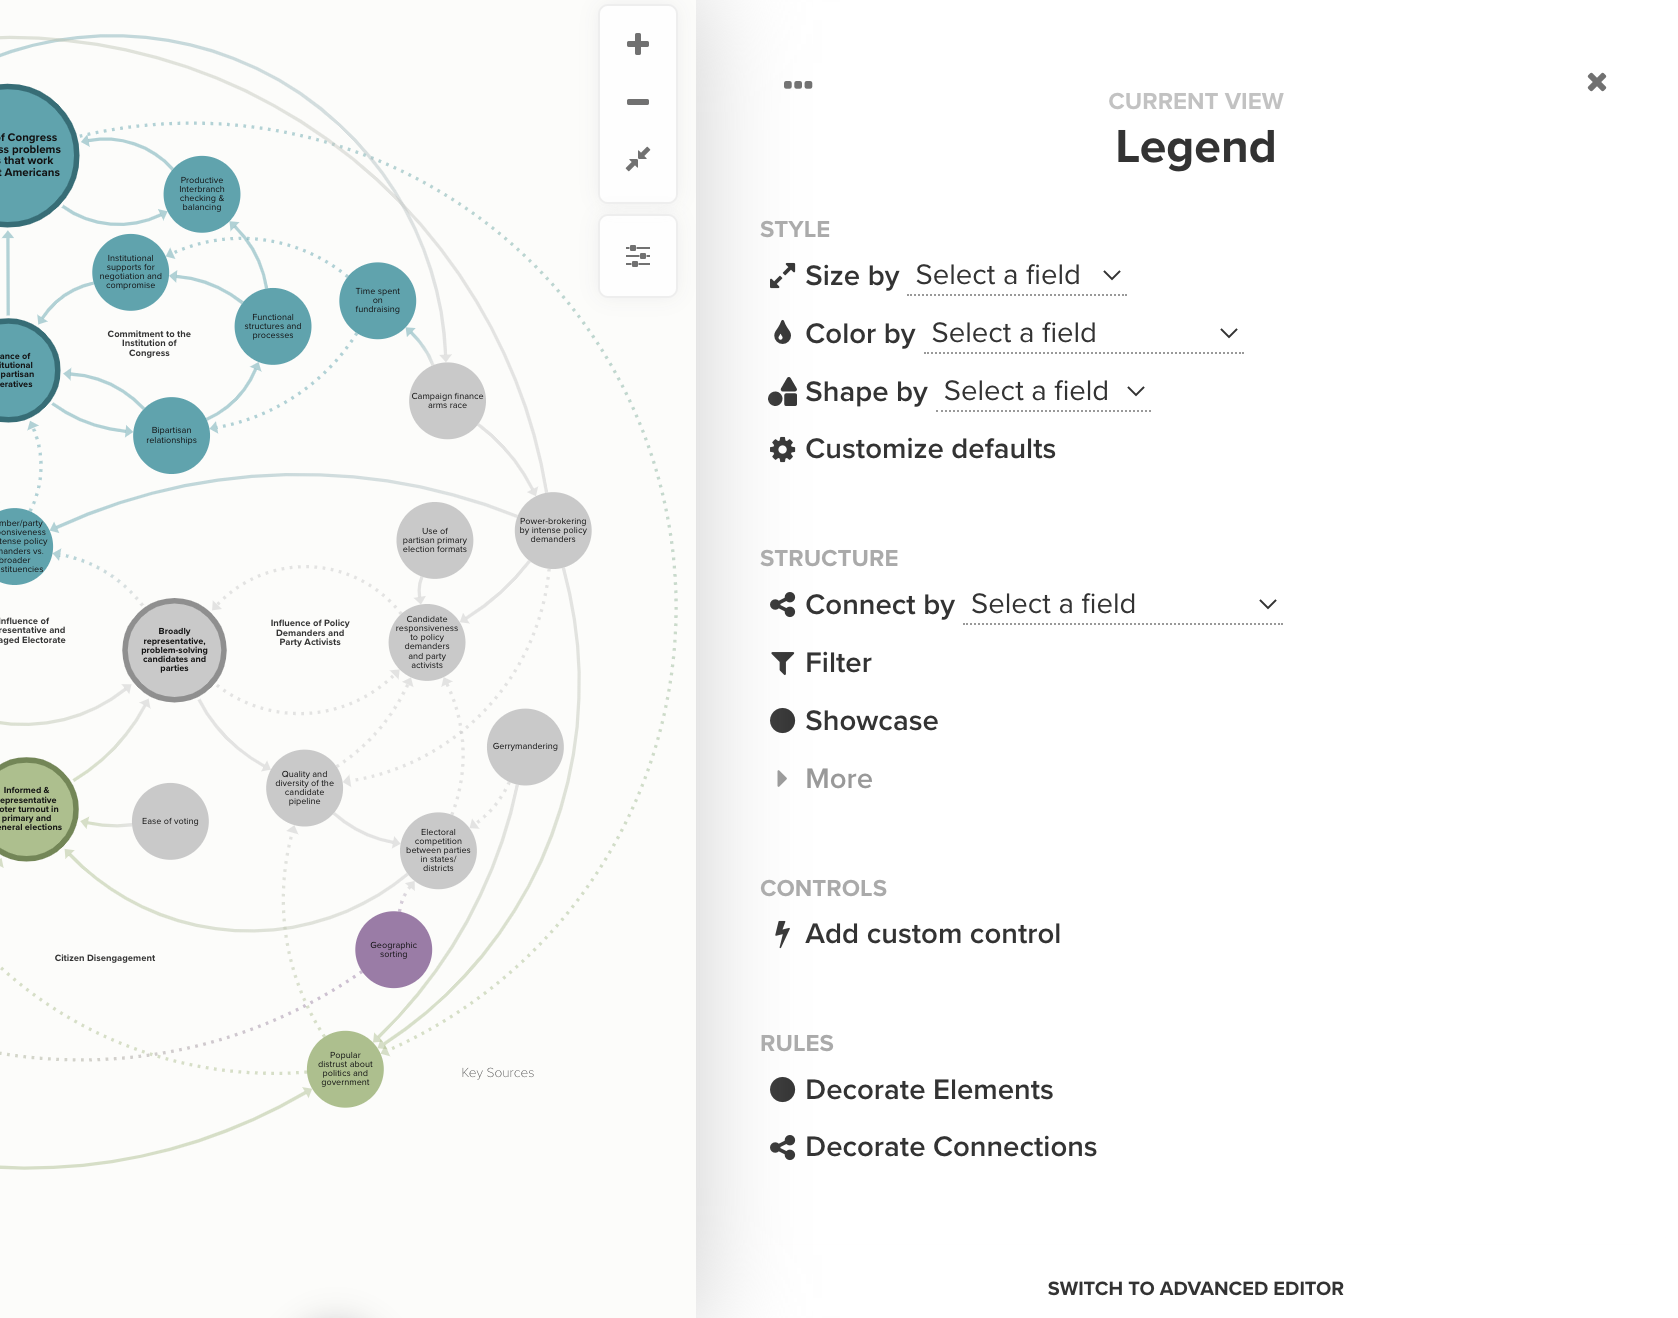 of Congress
ss problems
s that work
t Americans
Productive
Interbranch
checking &
balancing
Institutional
supports for
negotiation and
compromise
Time spent
on
fundraising
Functional
structures and
processes
Commitment to the
Institution of
Congress
ance of
itutional
partisan
eratives
Campaign finance
arms race
Bipartisan
relationships
Power-brokering
by intense policy
demanders
Use of
partisan primary
election formats
mber/party
onsiveness
tense policy
nanders vs.
broader
stituencies
Influence of
resentative and
aged Electorate
Broadly
representative,
problem-solving
candidates and
parties
Influence of Policy
Demanders and
Party Activists
Candidate
responsiveness
to policy
demanders
and party
activists
Gerrymandering
Quality and
diversity of the
candidate
pipeline
Informed &
epresentative
oter turnout in
primary and
eneral elections
Ease of voting
Electoral
competition
between parties
in states/
districts
Geographic
sorting
Citizen Disengagement
Popular
distrust about
politics and
government
Key Sources
CURRENT VIEW
Legend
STYLE
Size by Select a field
Color by Select a field
Shape by Select a field
Customize defaults
STRUCTURE
Connect by Select a field
Filter
Showcase
More
CONTROLS
Add custom control
RULES
Decorate Elements
Decorate Connections
SWITCH TO ADVANCED EDITOR